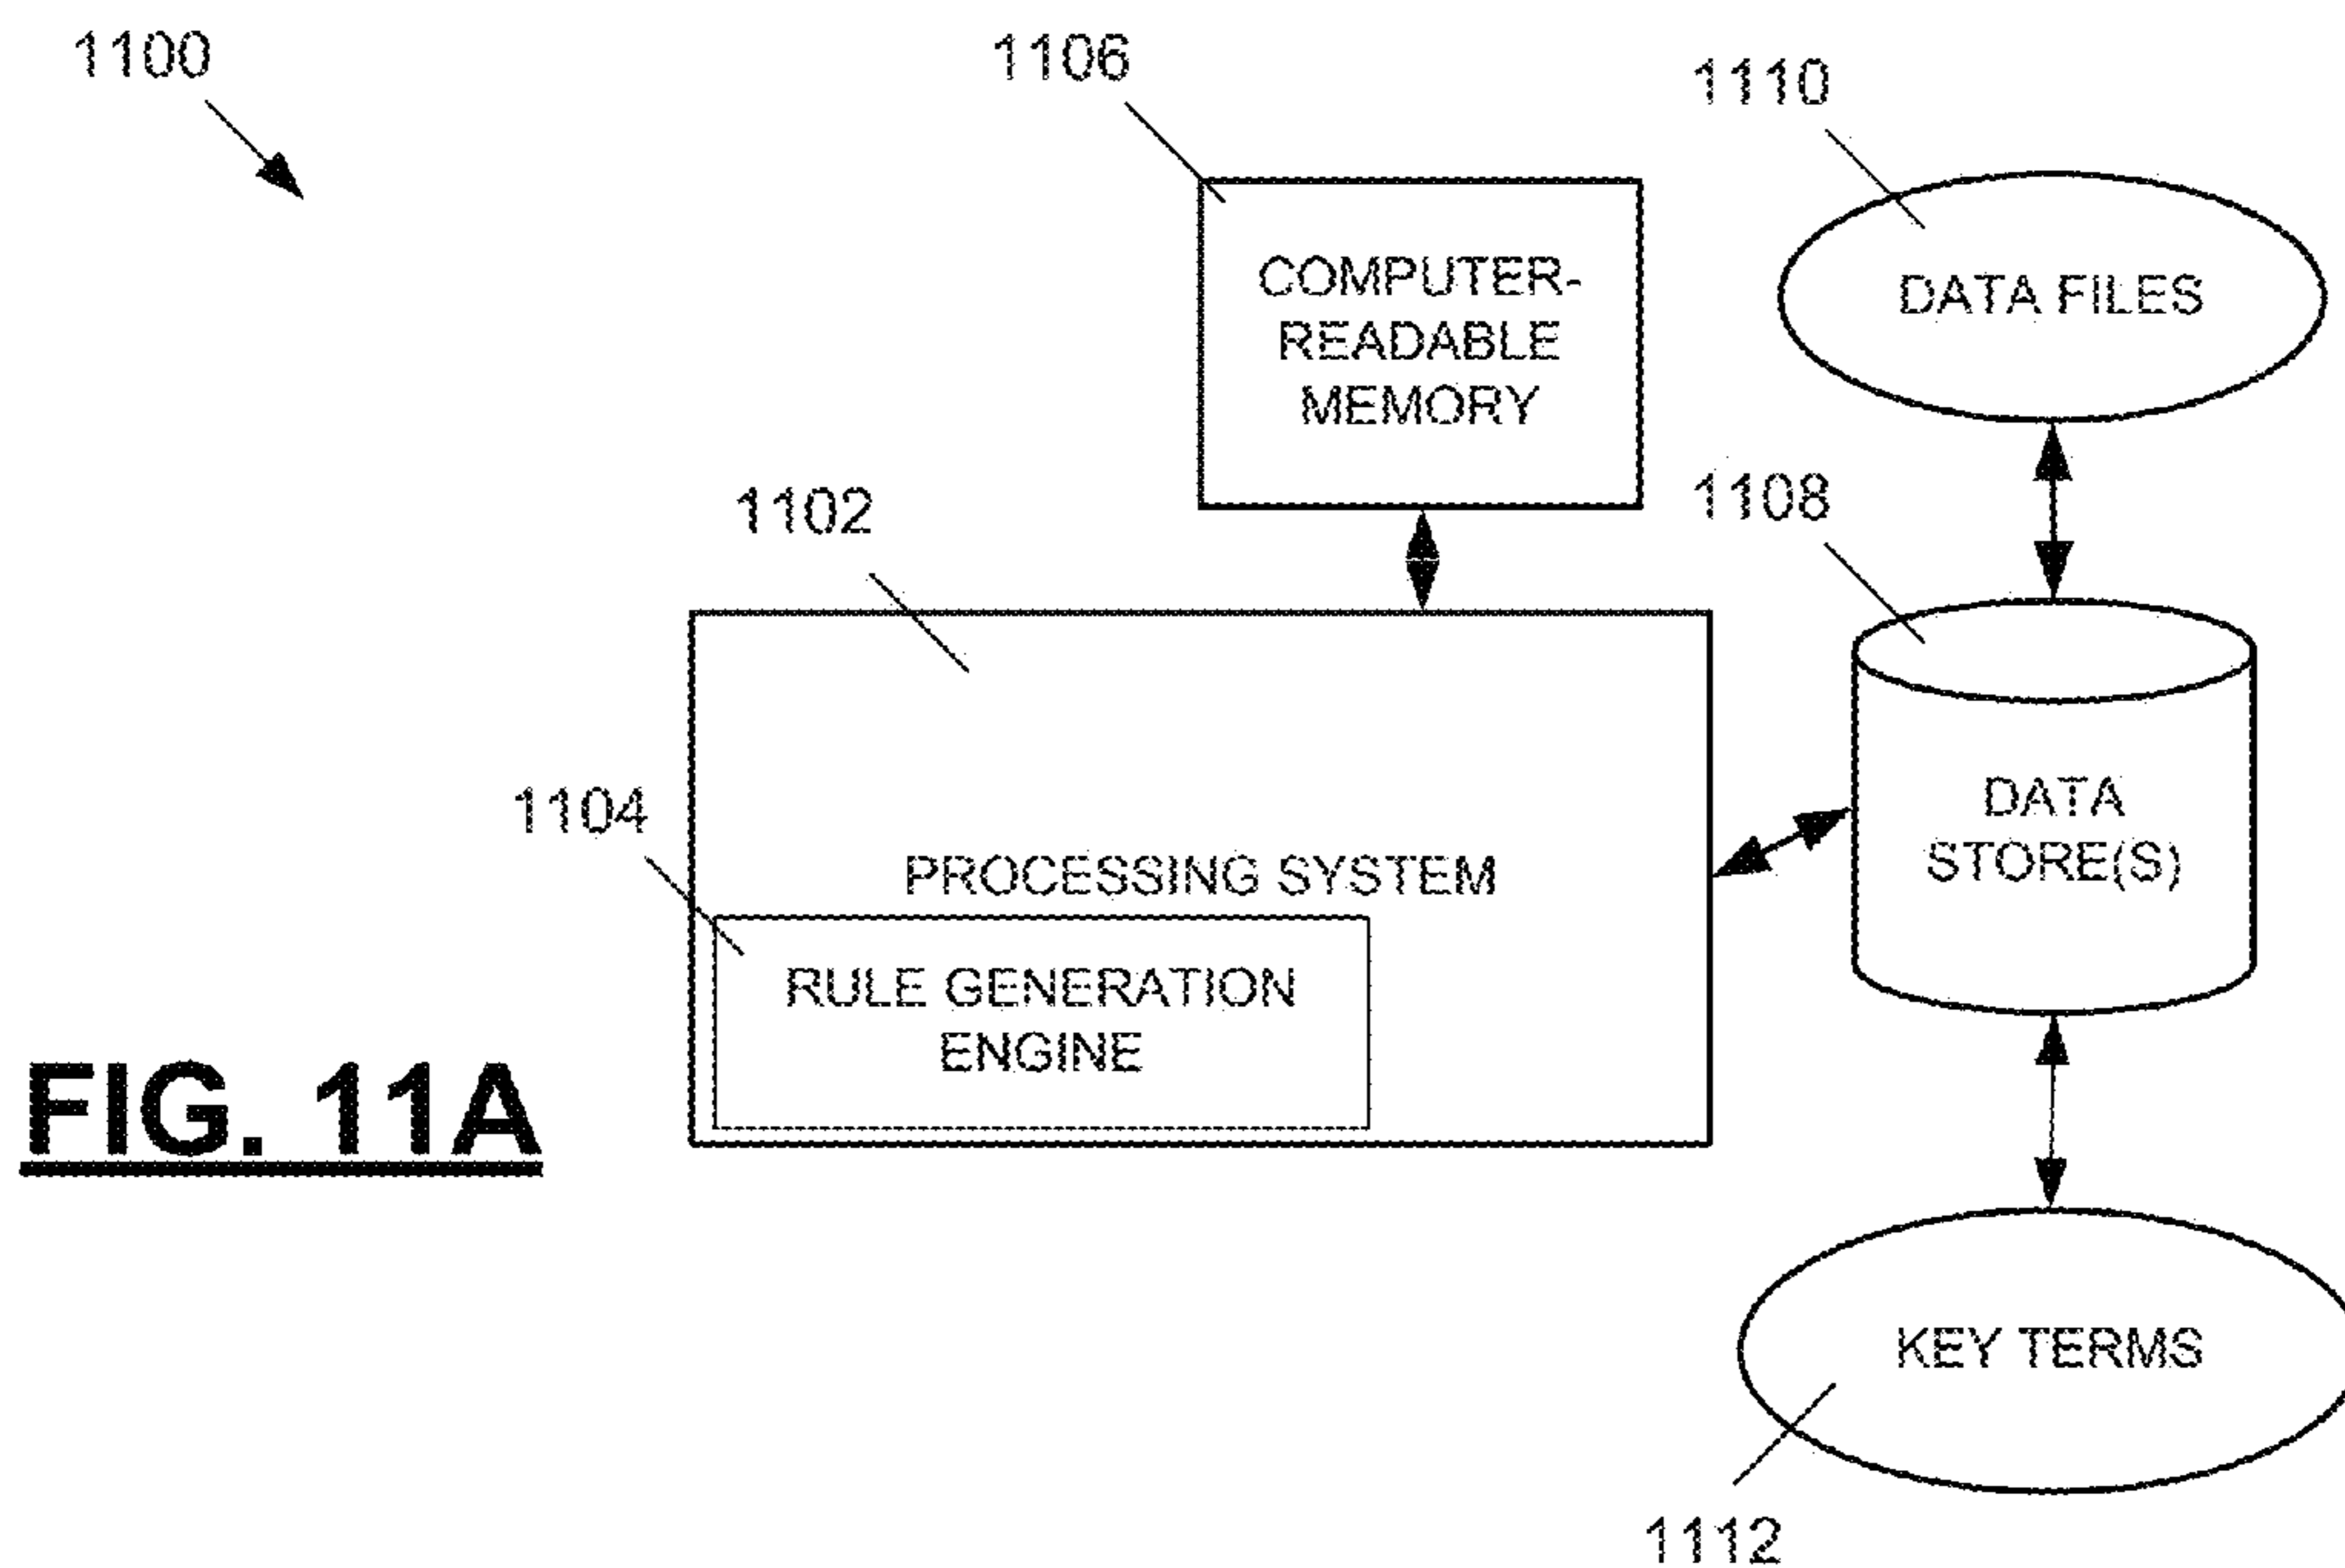 1100
1106
1110
COMPUTER-
READABLE
MEMORY
DATA FILES
1102
1108
1104
PROCESSING SYSTEM
DATA
STORE(S)
RULE GENERATION
ENGINE
FIG. 11A
KEY TERMS
1112